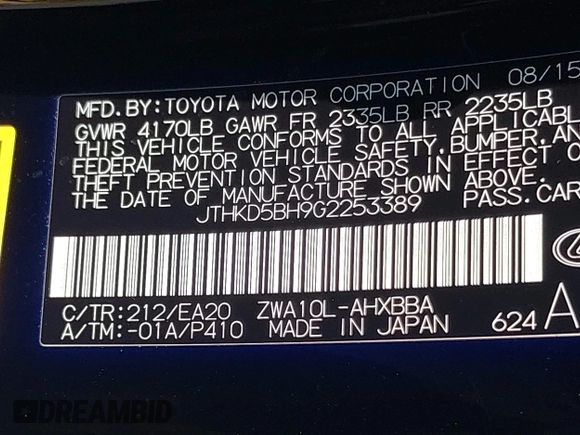 MFD.BY:TOYOTA MOTOR CORPORATION 08/15
GVWR 4170LB GAWR FR 2335LB RR 2235LB
THIS VEHICLE CONFORMS TO ALL APPLICABL
FEDERAL MOTOR VEHICLE SAFETY,BUMPER,AN
THEFT PREVENTION STANDARDS IN EFFECT O
THE DATE OF MANUFACTURE SHOWN ABOVE.
JTHKD5BH9G2253389 PASS.CAR
C/TR:212/EA20 ZWA10L-AHXBBA
A/TM:-01A/P410 MADE IN JAPAN 624 A
DREAMBID